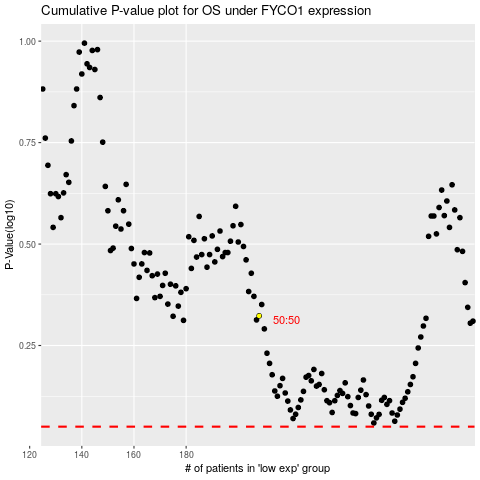 Cumulative P-value plot for OS under FYCO1 expression
P-Value(log10)
1.00
0.75
0.50
0.25
50:50
120 140 160 180
# of patients in 'low exp' group